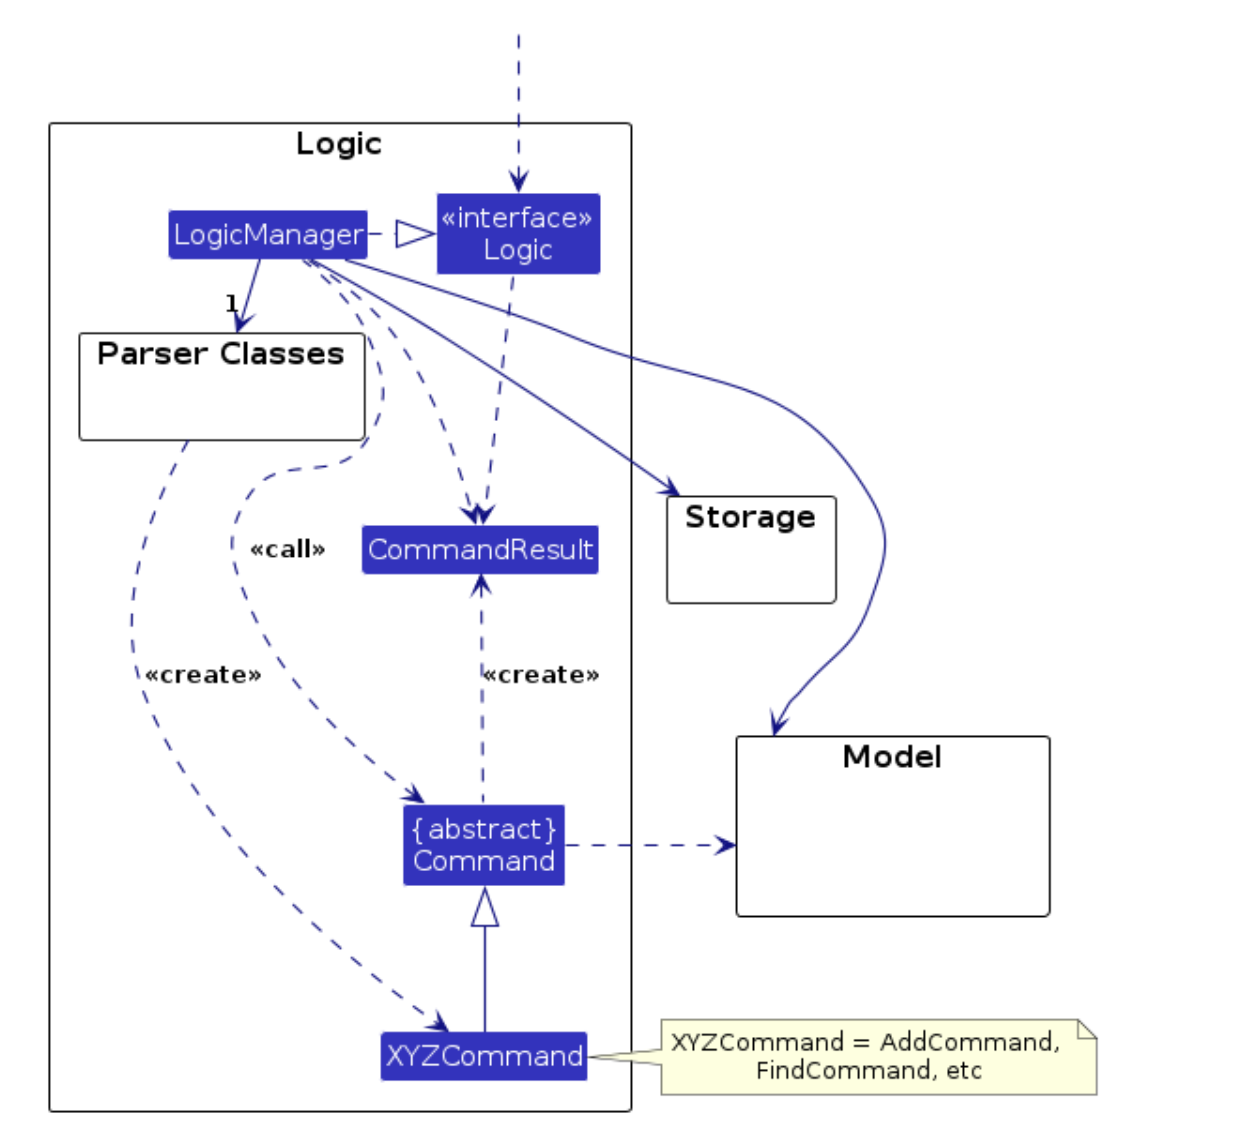 Logic
LogicManager
«interface»
Logic
1
Parser Classes
Storage
«call»
CommandResult
«create»
«create»
Model
{abstract}
Command
XYZCommand
XYZCommand = AddCommand,
FindCommand, etc